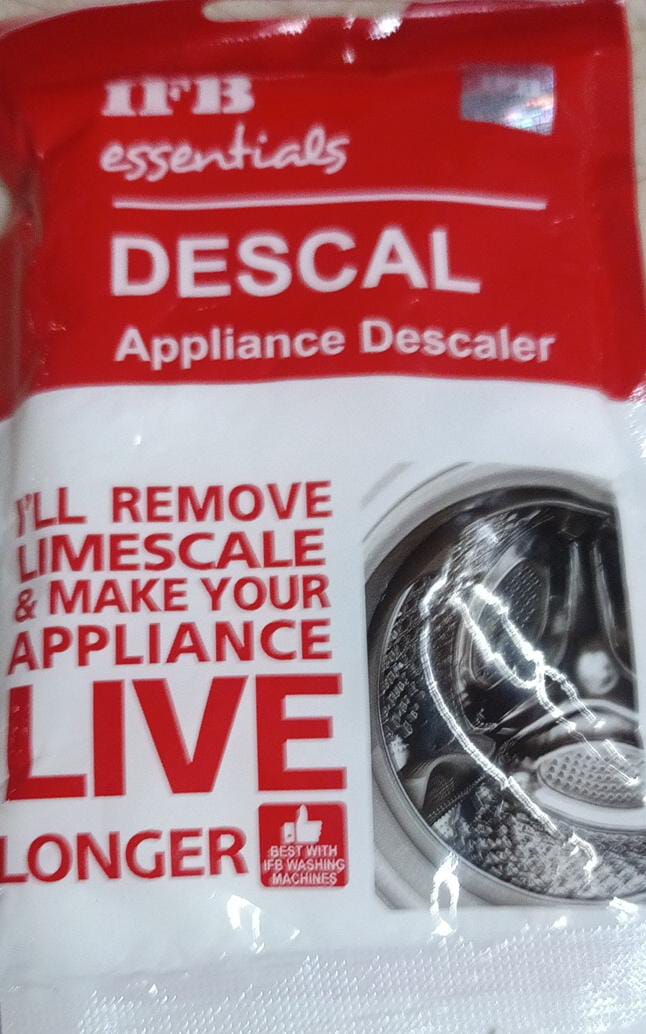 IFB
essentials
DESCAL
Appliance Descaler
I'LL REMOVE
LIMESCALE
& MAKE YOUR
APPLIANCE
LIVE
LONGER
BEST WITH
IFB WASHING
MACHINES